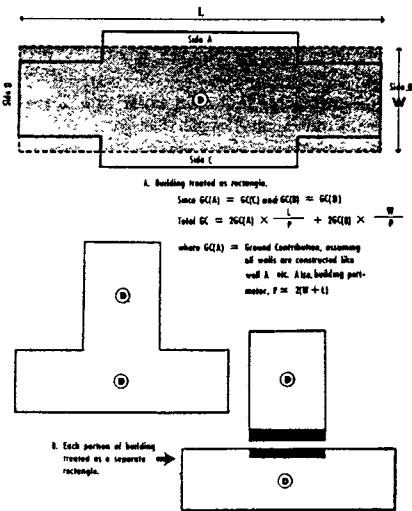 L
Side A
Side B
D
Side B
W
Side C
A. Building treated as rectangle.
Since GC(A) = GC(C) and GC(B) = GC(B)
Total GC = 2GC(A) × L/P + 2GC(B) × W/P
where GC(A) = Ground Contribution, assuming
all walls are constructed like
wall A etc. Also, building peri-
meter, P = 2(W + L)
D
D
D
B. Each portion of building
treated as a separate
rectangle.
D